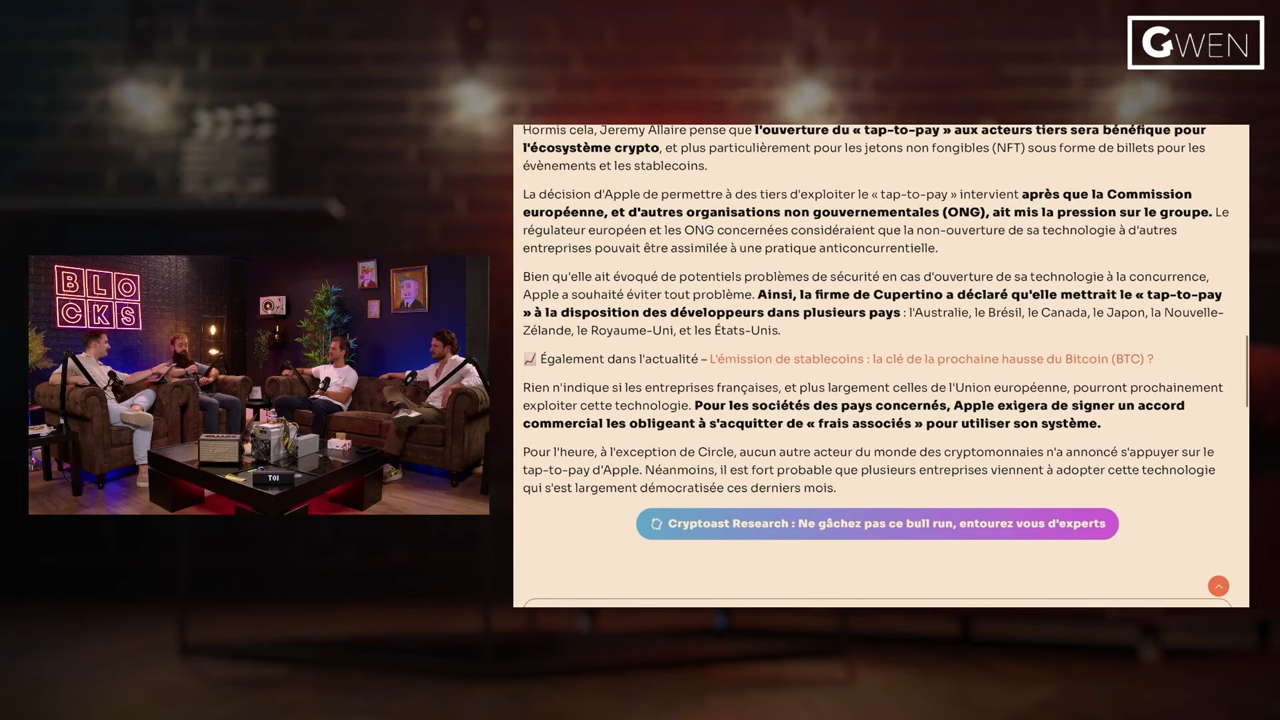 GWEN
BLO
CKS
TOI
Hormis cela, Jeremy Allaire pense que l'ouverture du « tap-to-pay » aux acteurs tiers sera bénéfique pour
l'écosystème crypto, et plus particulièrement pour les jetons non fongibles (NFT) sous forme de billets pour les
évènements et les stablecoins.
La décision d'Apple de permettre à des tiers d'exploiter le « tap-to-pay » intervient après que la Commission
européenne, et d'autres organisations non gouvernementales (ONG), ait mis la pression sur le groupe. Le
régulateur européen et les ONG concernées considéraient que la non-ouverture de sa technologie à d'autres
entreprises pouvait être assimilée à une pratique anticoncurrentielle.
Bien qu'elle ait évoqué de potentiels problèmes de sécurité en cas d'ouverture de sa technologie à la concurrence,
Apple a souhaité éviter tout problème. Ainsi, la firme de Cupertino a déclaré qu'elle mettrait le « tap-to-pay
» à la disposition des développeurs dans plusieurs pays : l'Australie, le Brésil, le Canada, le Japon, la Nouvelle-
Zélande, le Royaume-Uni, et les États-Unis.
📈 Également dans l'actualité – L'émission de stablecoins : la clé de la prochaine hausse du Bitcoin (BTC) ?
Rien n'indique si les entreprises françaises, et plus largement celles de l'Union européenne, pourront prochainement
exploiter cette technologie. Pour les sociétés des pays concernés, Apple exigera de signer un accord
commercial les obligeant à s'acquitter de « frais associés » pour utiliser son système.
Pour l'heure, à l'exception de Circle, aucun autre acteur du monde des cryptomonnaies n'a annoncé s'appuyer sur le
tap-to-pay d'Apple. Néanmoins, il est fort probable que plusieurs entreprises viennent à adopter cette technologie
qui s'est largement démocratisée ces derniers mois.
Cryptoast Research : Ne gâchez pas ce bull run, entourez vous d'experts